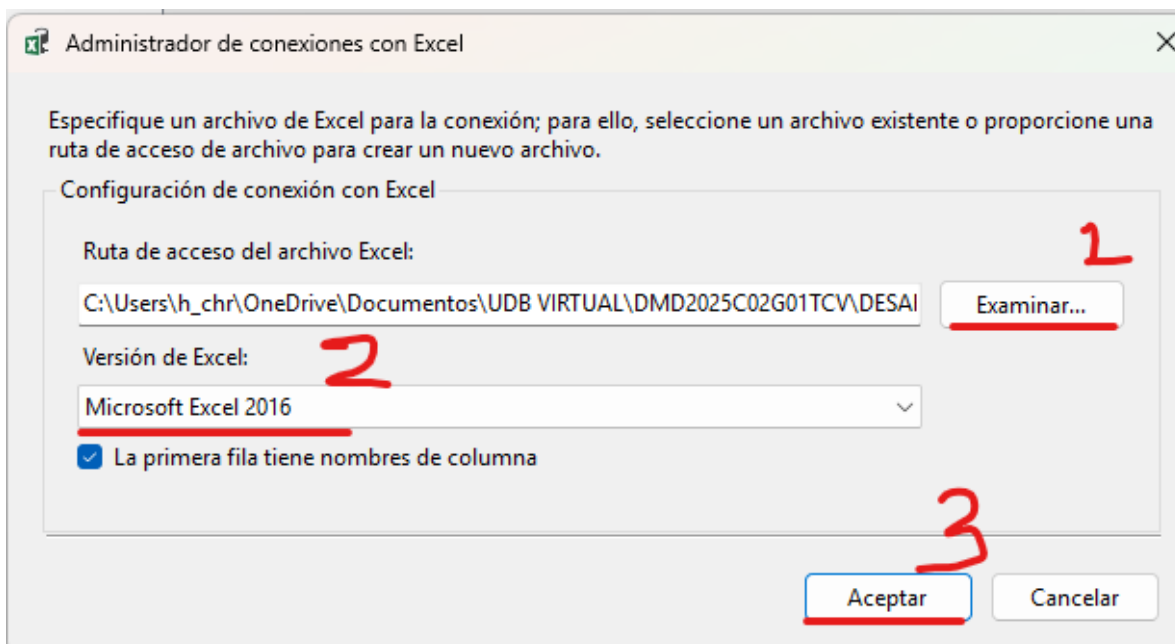 Administrador de conexiones con Excel
Especifique un archivo de Excel para la conexión; para ello, seleccione un archivo existente o proporcione una
ruta de acceso de archivo para crear un nuevo archivo.
Configuración de conexión con Excel
Ruta de acceso del archivo Excel:
1
C:\Users\h_chr\OneDrive\Documentos\UDB VIRTUAL\DMD2025C02G01TCV\DESAI
Examinar...
Versión de Excel:
2
Microsoft Excel 2016
La primera fila tiene nombres de columna
3
Aceptar
Cancelar